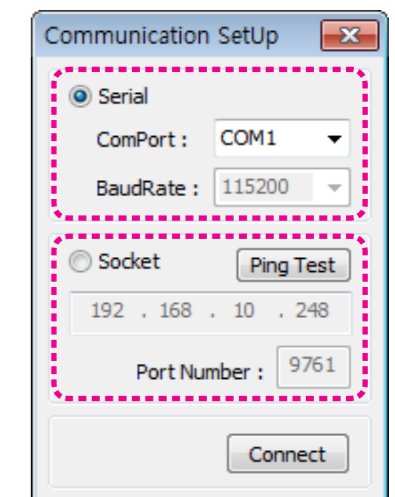 Communication SetUp
Serial
ComPort : COM1
BaudRate : 115200
Socket Ping Test
192 . 168 . 10 . 248
Port Number : 9761
Connect